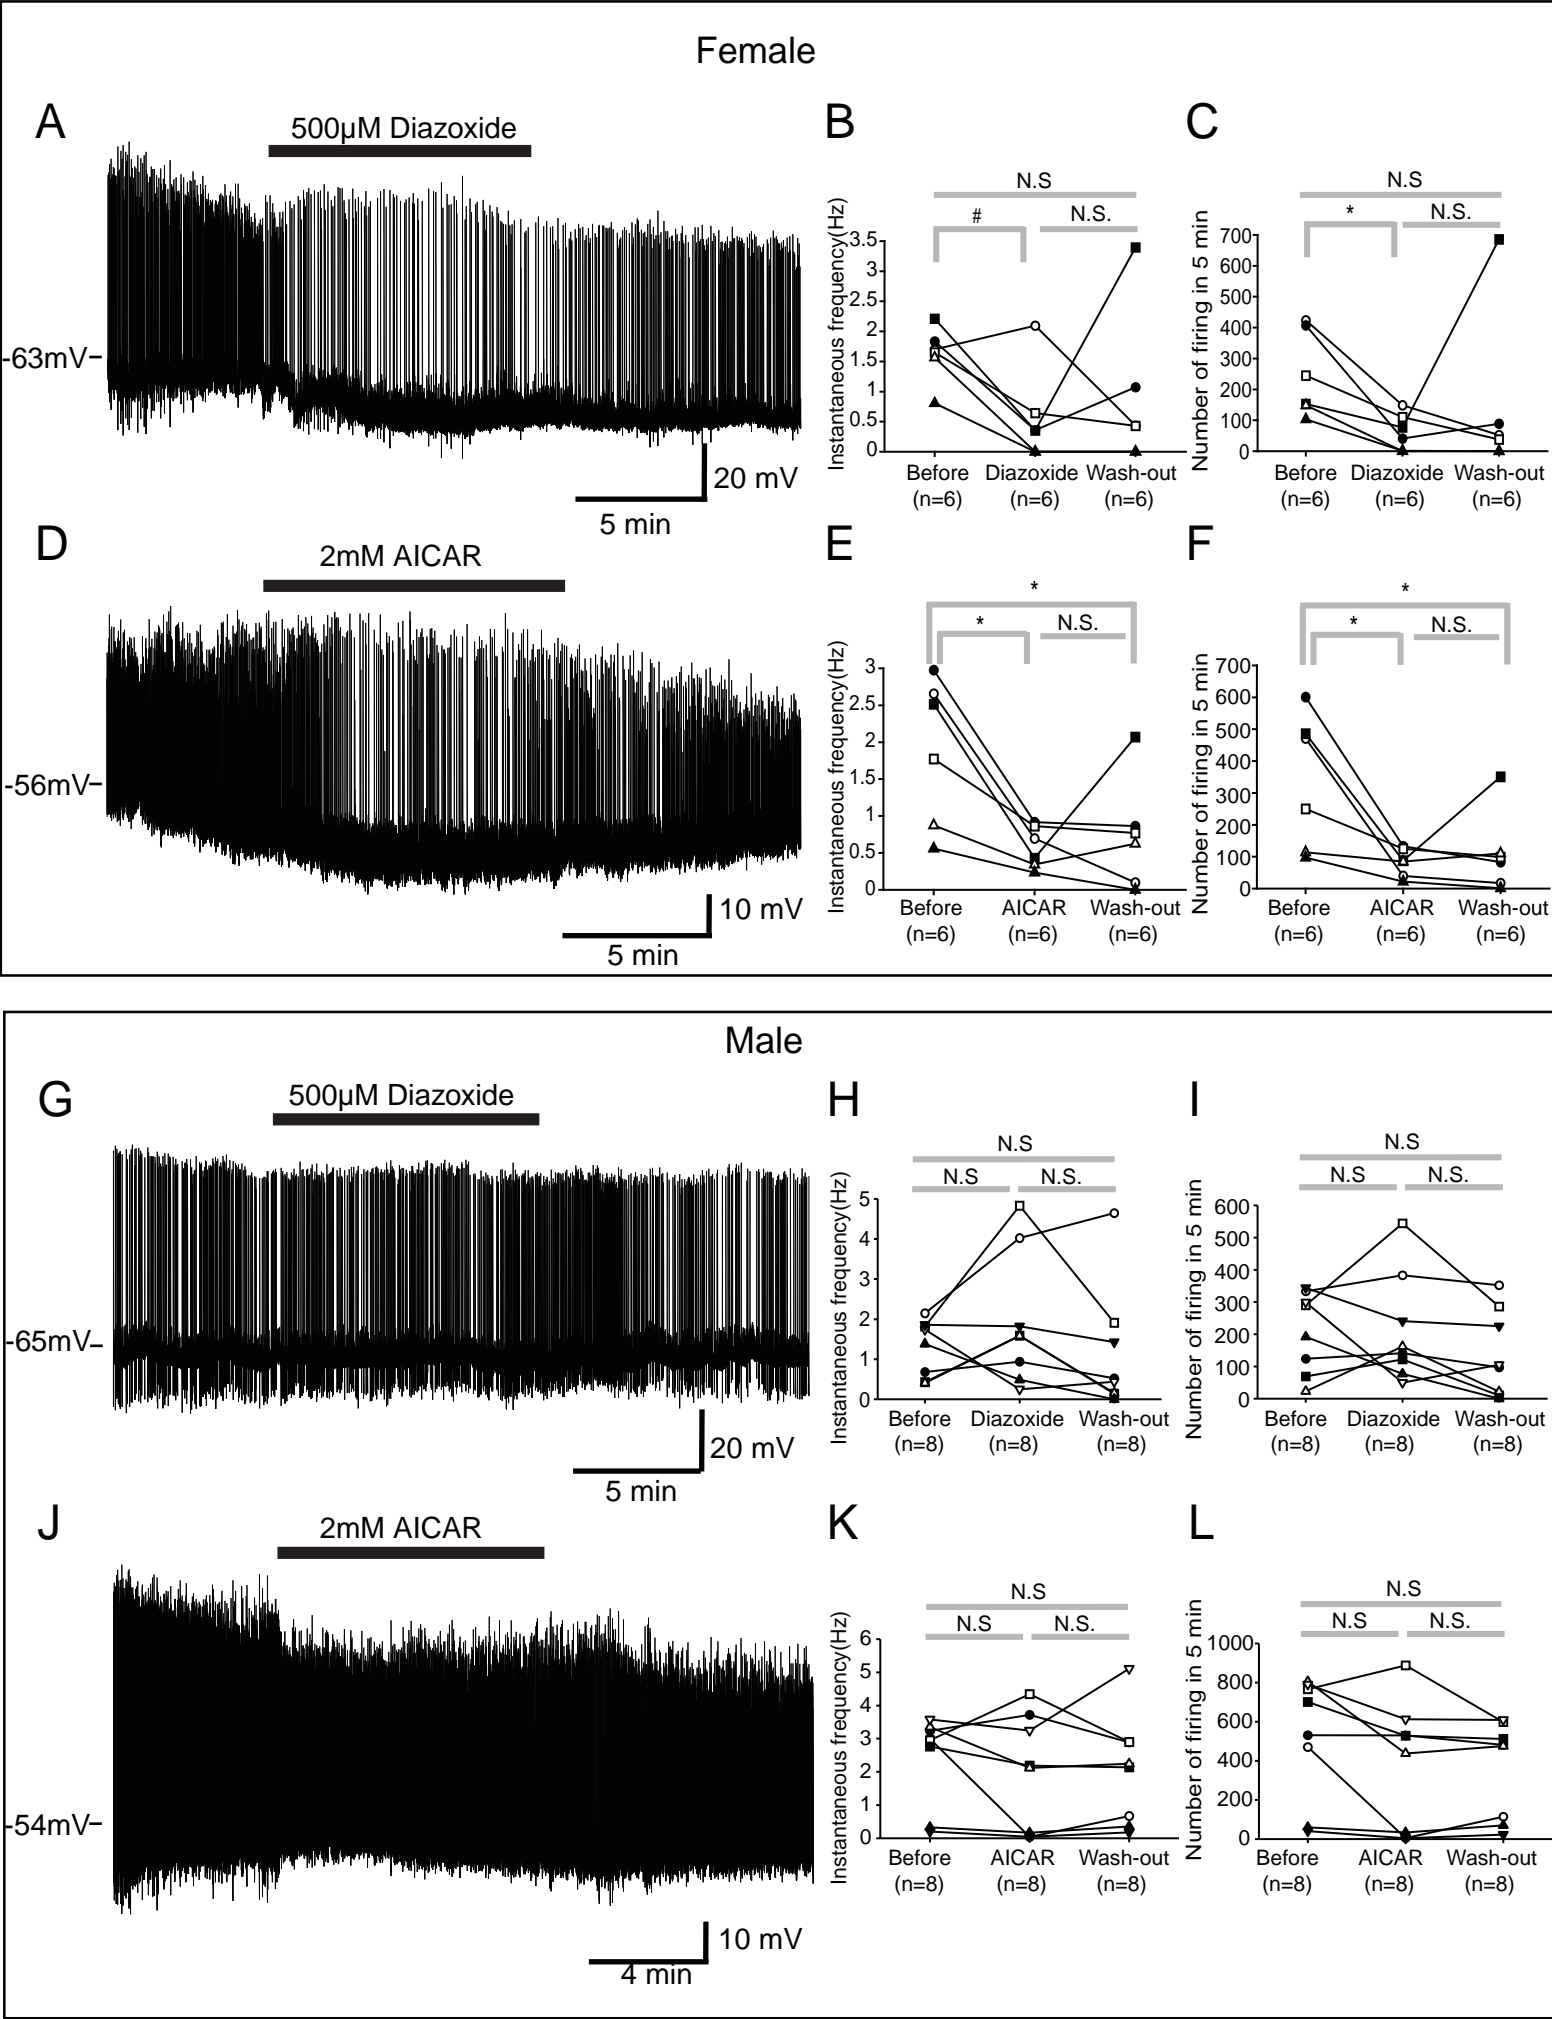 Female
A
500µM Diazoxide
-63mV
20 mV
5 min
B
N.S
#
N.S.
Instantaneous frequency(Hz)
3.5
3
2.5
2
1.5
1
0.5
0
Before
Diazoxide
Wash-out
(n=6)
(n=6)
(n=6)
C
N.S
*
N.S.
Number of firing in 5 min
700
600
500
400
300
200
100
0
Before
Diazoxide
Wash-out
(n=6)
(n=6)
(n=6)
D
2mM AICAR
-56mV
10 mV
5 min
E
*
*
N.S.
Instantaneous frequency(Hz)
3
2.5
2
1.5
1
0.5
0
Before
AICAR
Wash-out
(n=6)
(n=6)
(n=6)
F
*
*
N.S.
Number of firing in 5 min
700
600
500
400
300
200
100
0
Before
AICAR
Wash-out
(n=6)
(n=6)
(n=6)
Male
G
500µM Diazoxide
-65mV
20 mV
5 min
H
N.S
N.S
N.S.
Instantaneous frequency(Hz)
5
4
3
2
1
0
Before
Diazoxide
Wash-out
(n=8)
(n=8)
(n=8)
I
N.S
N.S
N.S.
Number of firing in 5 min
600
500
400
300
200
100
0
Before
Diazoxide
Wash-out
(n=8)
(n=8)
(n=8)
J
2mM AICAR
-54mV
10 mV
4 min
K
N.S
N.S
N.S.
Instantaneous frequency(Hz)
6
5
4
3
2
1
0
Before
AICAR
Wash-out
(n=8)
(n=8)
(n=8)
L
N.S
N.S
N.S.
Number of firing in 5 min
1000
800
600
400
200
0
Before
AICAR
Wash-out
(n=8)
(n=8)
(n=8)